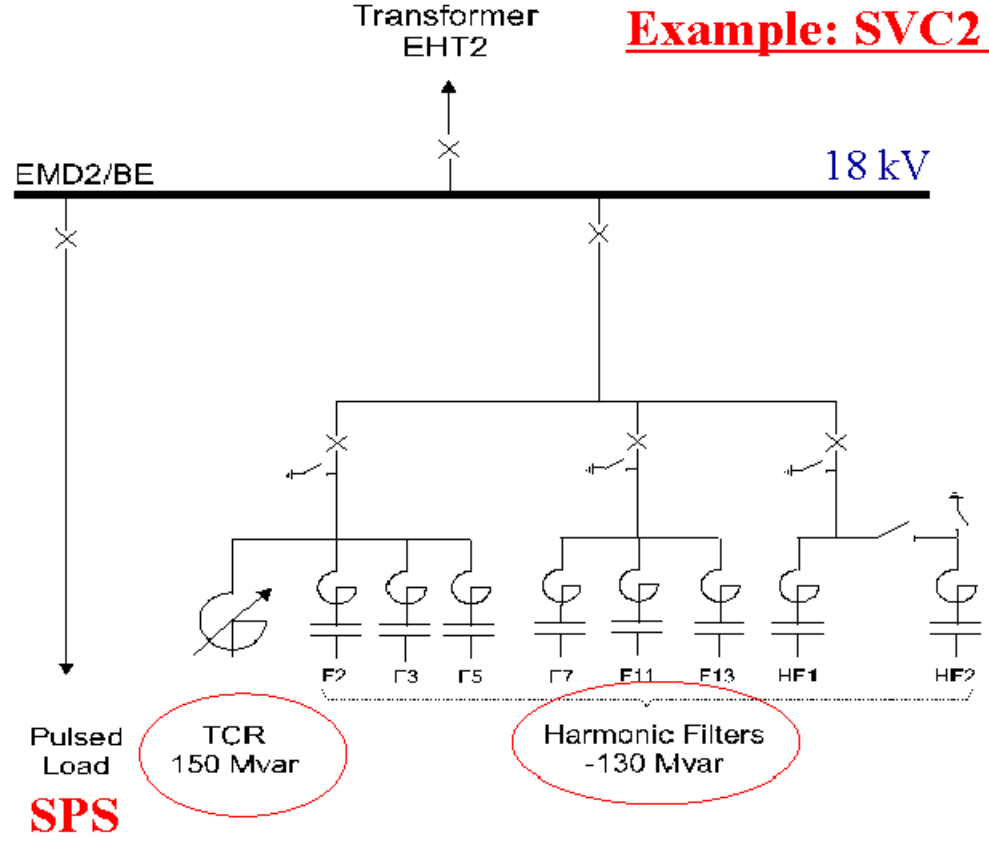 Transformer
EHT2
Example: SVC2
EMD2/BE
18 kV
F2 F3 F5 F7 F11 F13 HF1 HF2
Pulsed
Load
SPS
TCR
150 Mvar
Harmonic Filters
-130 Mvar